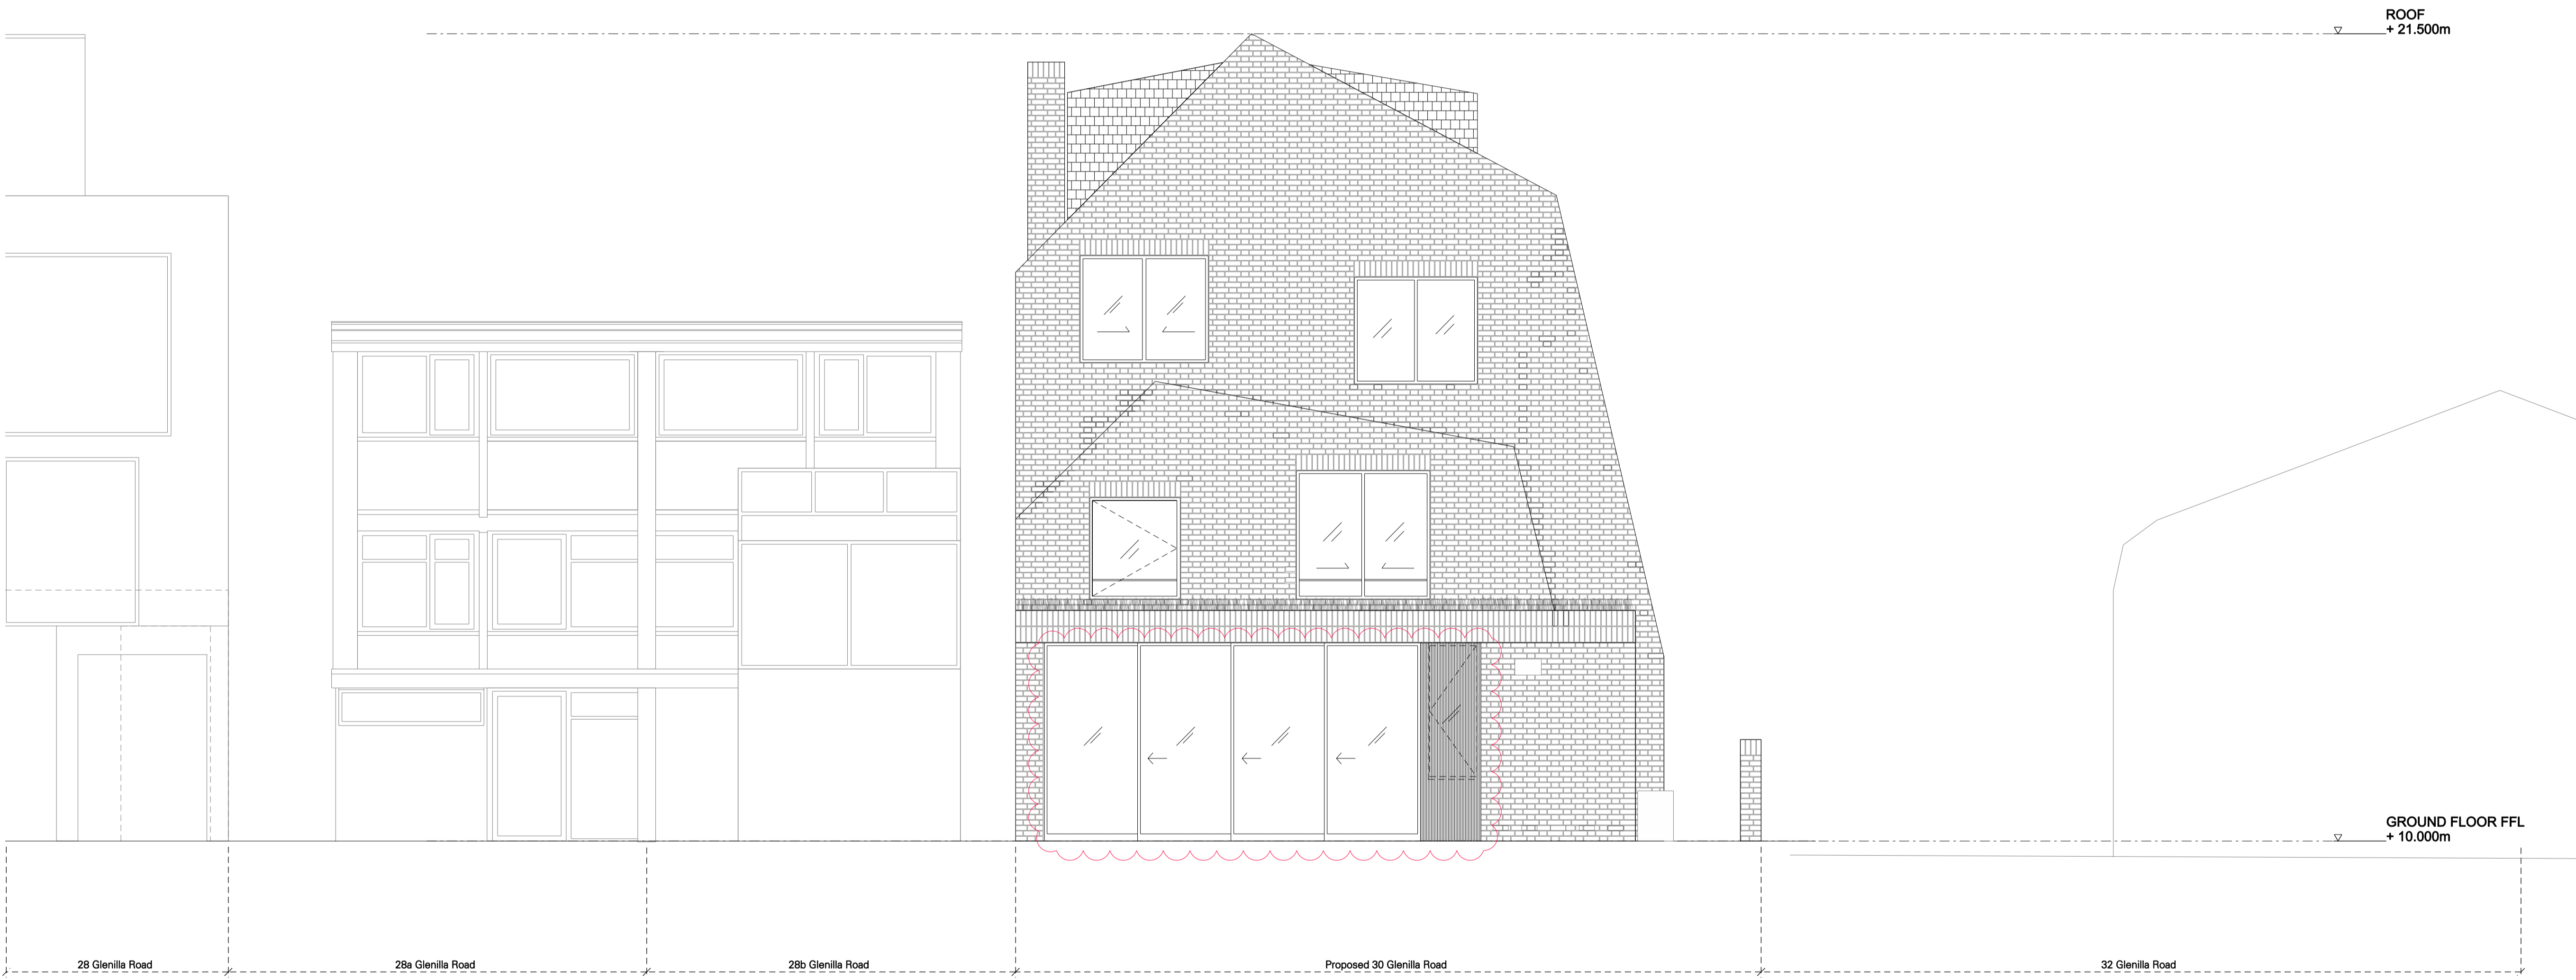 ROOF
+ 21.500m
GROUND FLOOR FFL
+ 10.000m
28 Glenilla Road
28a Glenilla Road
28b Glenilla Road
Proposed 30 Glenilla Road
32 Glenilla Road